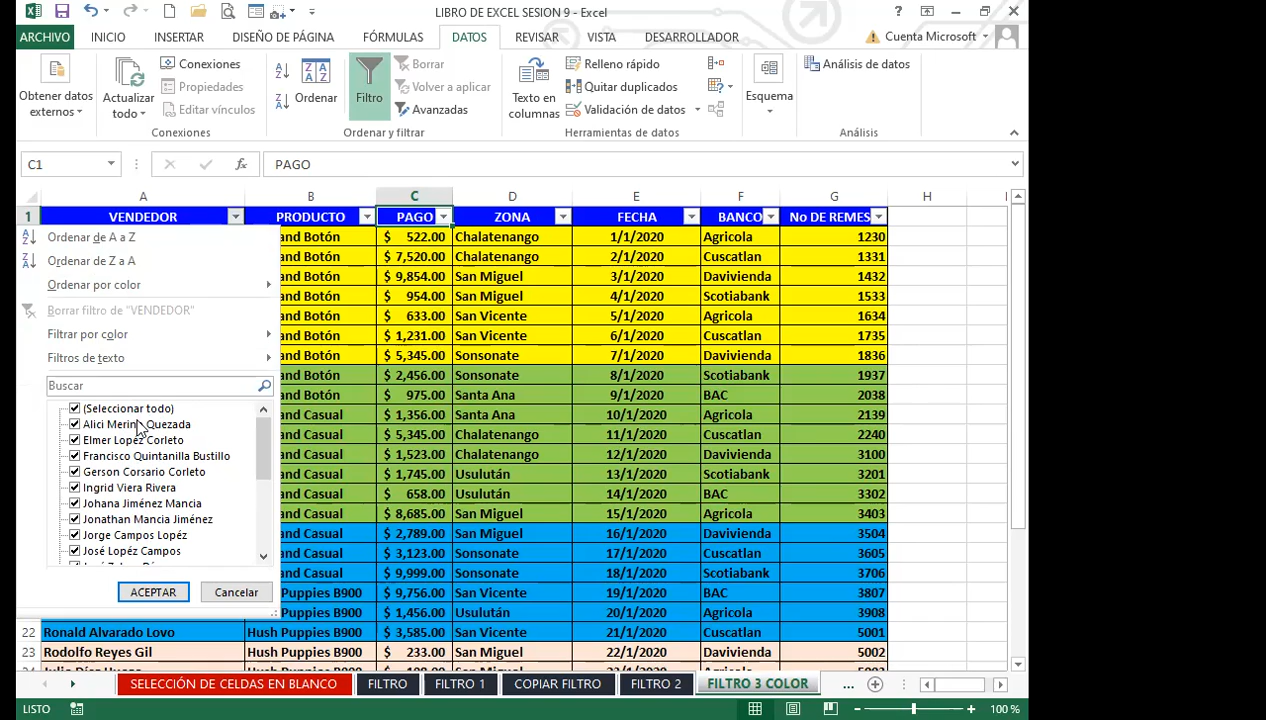 LIBRO DE EXCEL SESION 9 - Excel
ARCHIVO INICIO INSERTAR DISEÑO DE PÁGINA FÓRMULAS DATOS REVISAR VISTA DESARROLLADOR Cuenta Microsoft
Obtener datos externos
Actualizar todo
Conexiones
Propiedades
Editar vínculos
Conexiones
Ordenar
Filtro
Borrar
Volver a aplicar
Avanzadas
Ordenar y filtrar
Texto en columnas
Relleno rápido
Quitar duplicados
Validación de datos
Herramientas de datos
Esquema
Análisis de datos
Análisis
C1 fx PAGO
A B C D E F G H
1 VENDEDOR PRODUCTO PAGO ZONA FECHA BANCO No DE REMES
Ordenar de A a Z
Ordenar de Z a A
Ordenar por color
Borrar filtro de "VENDEDOR"
Filtrar por color
Filtros de texto
Buscar
(Seleccionar todo)
Alici Merin Quezada
Elmer Lopéz Corleto
Francisco Quintanilla Bustillo
Gerson Corsario Corleto
Ingrid Viera Rivera
Johana Jiménez Mancia
Jonathan Mancia Jiménez
Jorge Campos Lopéz
José Lopéz Campos
ACEPTAR Cancelar
and Botón $ 522.00 Chalatenango 1/1/2020 Agricola 1230
and Botón $ 7,520.00 Chalatenango 2/1/2020 Cuscatlan 1331
and Botón $ 9,854.00 San Miguel 3/1/2020 Davivienda 1432
and Botón $ 954.00 San Miguel 4/1/2020 Scotiabank 1533
and Botón $ 633.00 San Vicente 5/1/2020 Agricola 1634
and Botón $ 1,231.00 San Vicente 6/1/2020 Cuscatlan 1735
and Botón $ 5,345.00 Sonsonate 7/1/2020 Davivienda 1836
and Botón $ 2,456.00 Sonsonate 8/1/2020 Scotiabank 1937
and Botón $ 975.00 Santa Ana 9/1/2020 BAC 2038
and Casual $ 1,356.00 Santa Ana 10/1/2020 Agricola 2139
and Casual $ 5,345.00 Chalatenango 11/1/2020 Cuscatlan 2240
and Casual $ 1,523.00 Chalatenango 12/1/2020 Davivienda 3100
and Casual $ 1,745.00 Usulután 13/1/2020 Scotiabank 3201
and Casual $ 658.00 Usulután 14/1/2020 BAC 3302
and Casual $ 8,685.00 San Miguel 15/1/2020 Agricola 3403
and Casual $ 2,789.00 San Miguel 16/1/2020 Davivienda 3504
and Casual $ 3,123.00 Sonsonate 17/1/2020 Cuscatlan 3605
and Casual $ 9,999.00 Sonsonate 18/1/2020 Scotiabank 3706
Puppies B900 $ 9,756.00 San Vicente 19/1/2020 BAC 3807
Puppies B900 $ 1,456.00 Usulután 20/1/2020 Agricola 3908
22 Ronald Alvarado Lovo Hush Puppies B900 $ 3,585.00 San Vicente 21/1/2020 Cuscatlan 5001
23 Rodolfo Reyes Gil Hush Puppies B900 $ 233.00 San Miguel 22/1/2020 Davivienda 5002
SELECCIÓN DE CELDAS EN BLANCO FILTRO FILTRO 1 COPIAR FILTRO FILTRO 2 FILTRO 3 COLOR ...
LISTO 100 %